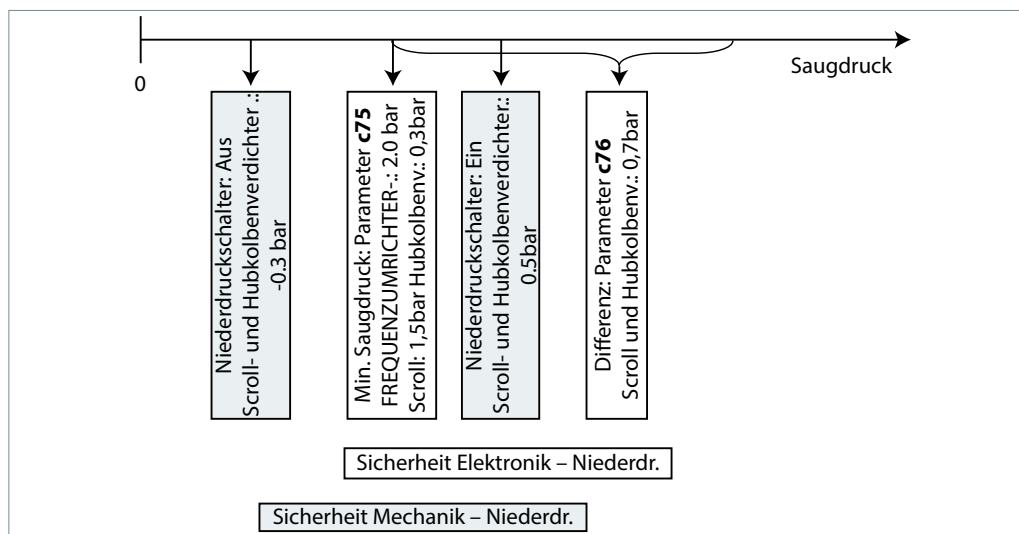 Saugdruck
0
Niederdruckschalter: Aus
Scroll- und Hubkolbenverdichter .:
-0.3 bar
Min. Saugdruck: Parameter c75
FREQUENZUMRICHTER-.: 2.0 bar
Scroll: 1,5bar Hubkolbenv.: 0,3bar
Niederdruckschalter: Ein
Scroll- und Hubkolbenverdichter.:
0.5bar
Differenz: Parameter c76
Scroll und Hubkolbenv.: 0,7bar
Sicherheit Elektronik – Niederdr.
Sicherheit Mechanik – Niederdr.